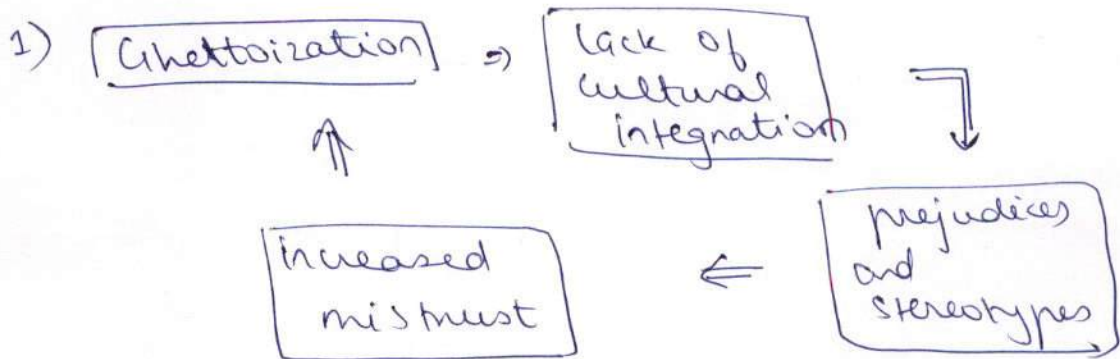 1) Ghettoization ⇒ lack of
cultural
integration
prejudices
and
stereotypes
increased
mistrust